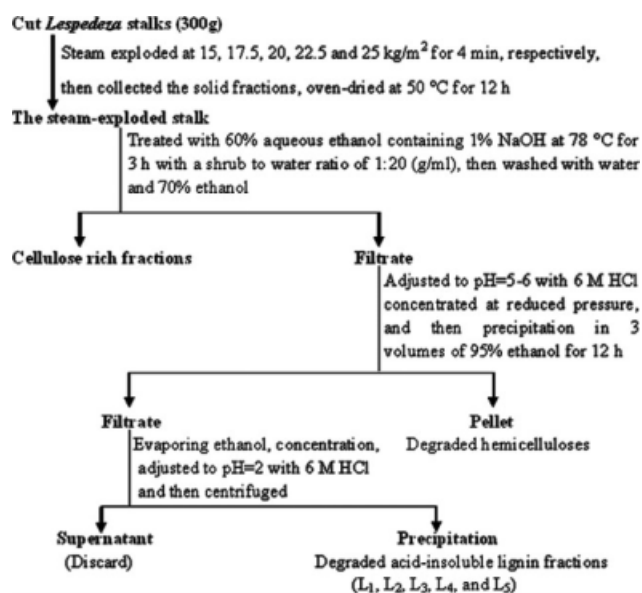 Cut Lespedeza stalks (300g)
Steam exploded at 15, 17.5, 20, 22.5 and 25 kg/m² for 4 min, respectively,
then collected the solid fractions, oven-dried at 50 °C for 12 h
The steam-exploded stalk
Treated with 60% aqueous ethanol containing 1% NaOH at 78 °C for
3 h with a shrub to water ratio of 1:20 (g/ml), then washed with water
and 70% ethanol
Cellulose rich fractions
Filtrate
Adjusted to pH=5-6 with 6 M HCl
concentrated at reduced pressure,
and then precipitation in 3
volumes of 95% ethanol for 12 h
Filtrate
Evaporing ethanol, concentration,
adjusted to pH=2 with 6 M HCl
and then centrifuged
Pellet
Degraded hemicelluloses
Supernatant
(Discard)
Precipitation
Degraded acid-insoluble lignin fractions
(L₁, L₂, L₃, L₄, and L₅)